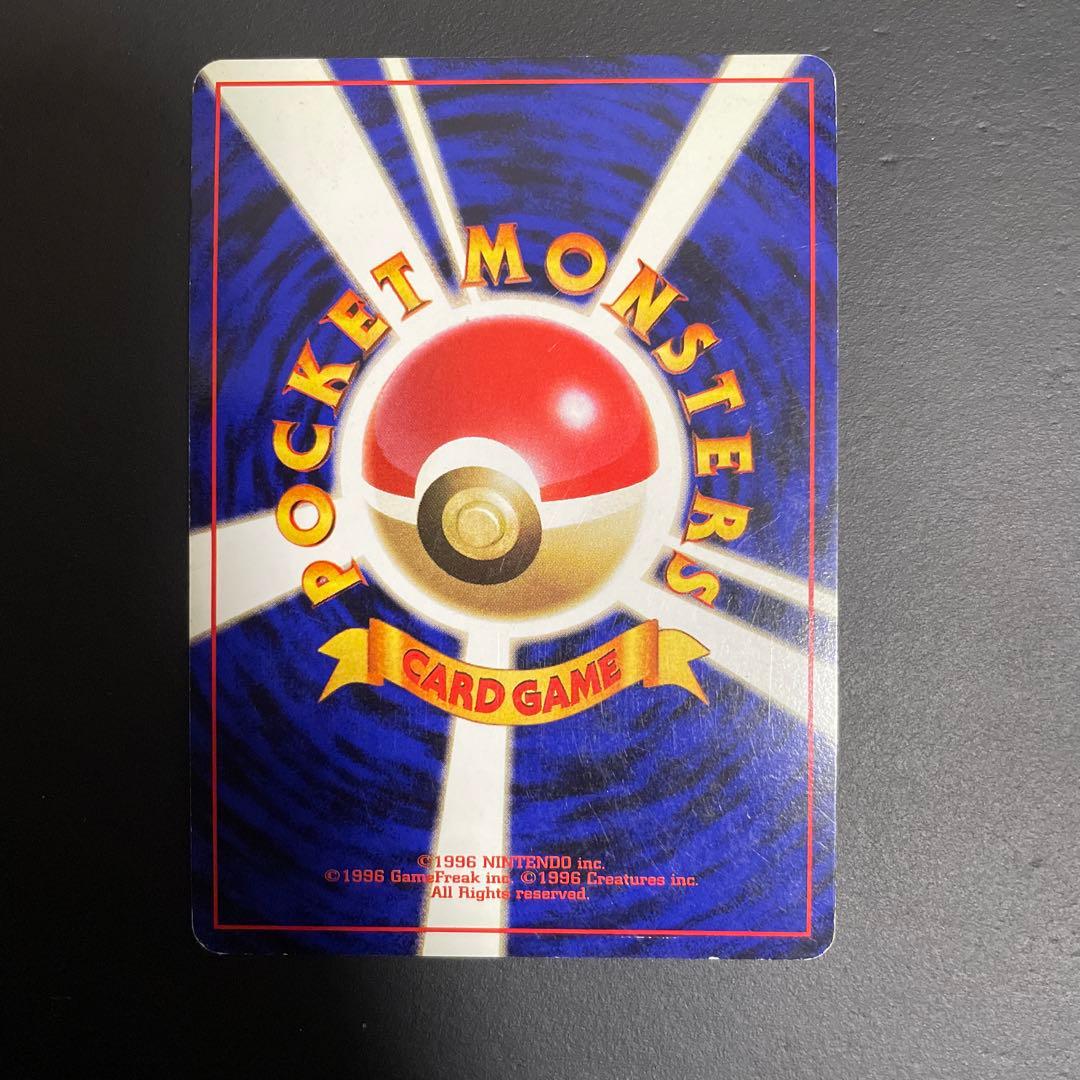 POCKET MONSTERS
CARD GAME
©1996 NINTENDO inc.
©1996 GameFreak inc. ©1996 Creatures inc.
All Rights reserved.